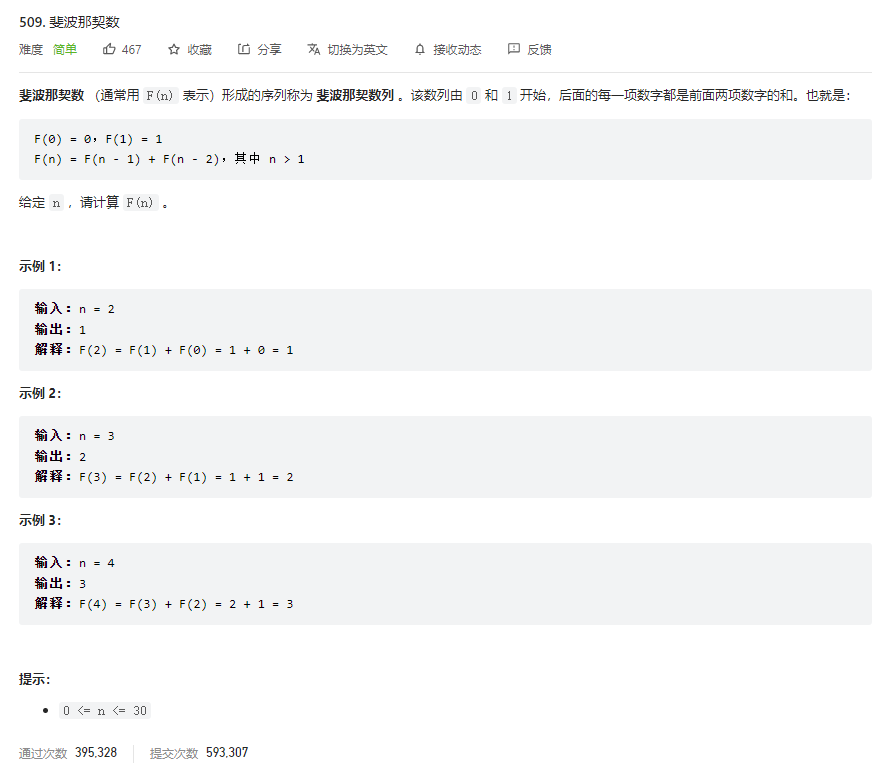 509. 斐波那契数
难度 简单 467 收藏 分享 切换为英文 接收动态 反馈
斐波那契数 （通常用 F(n) 表示）形成的序列称为 斐波那契数列 。该数列由 0 和 1 开始，后面的每一项数字都是前面两项数字的和。也就是：
F(0) = 0，F(1) = 1
F(n) = F(n - 1) + F(n - 2)，其中 n > 1
给定 n ，请计算 F(n) 。
示例 1：
输入：n = 2
输出：1
解释：F(2) = F(1) + F(0) = 1 + 0 = 1
示例 2：
输入：n = 3
输出：2
解释：F(3) = F(2) + F(1) = 1 + 1 = 2
示例 3：
输入：n = 4
输出：3
解释：F(4) = F(3) + F(2) = 2 + 1 = 3
提示：
• 0 <= n <= 30
通过次数 395,328 提交次数 593,307